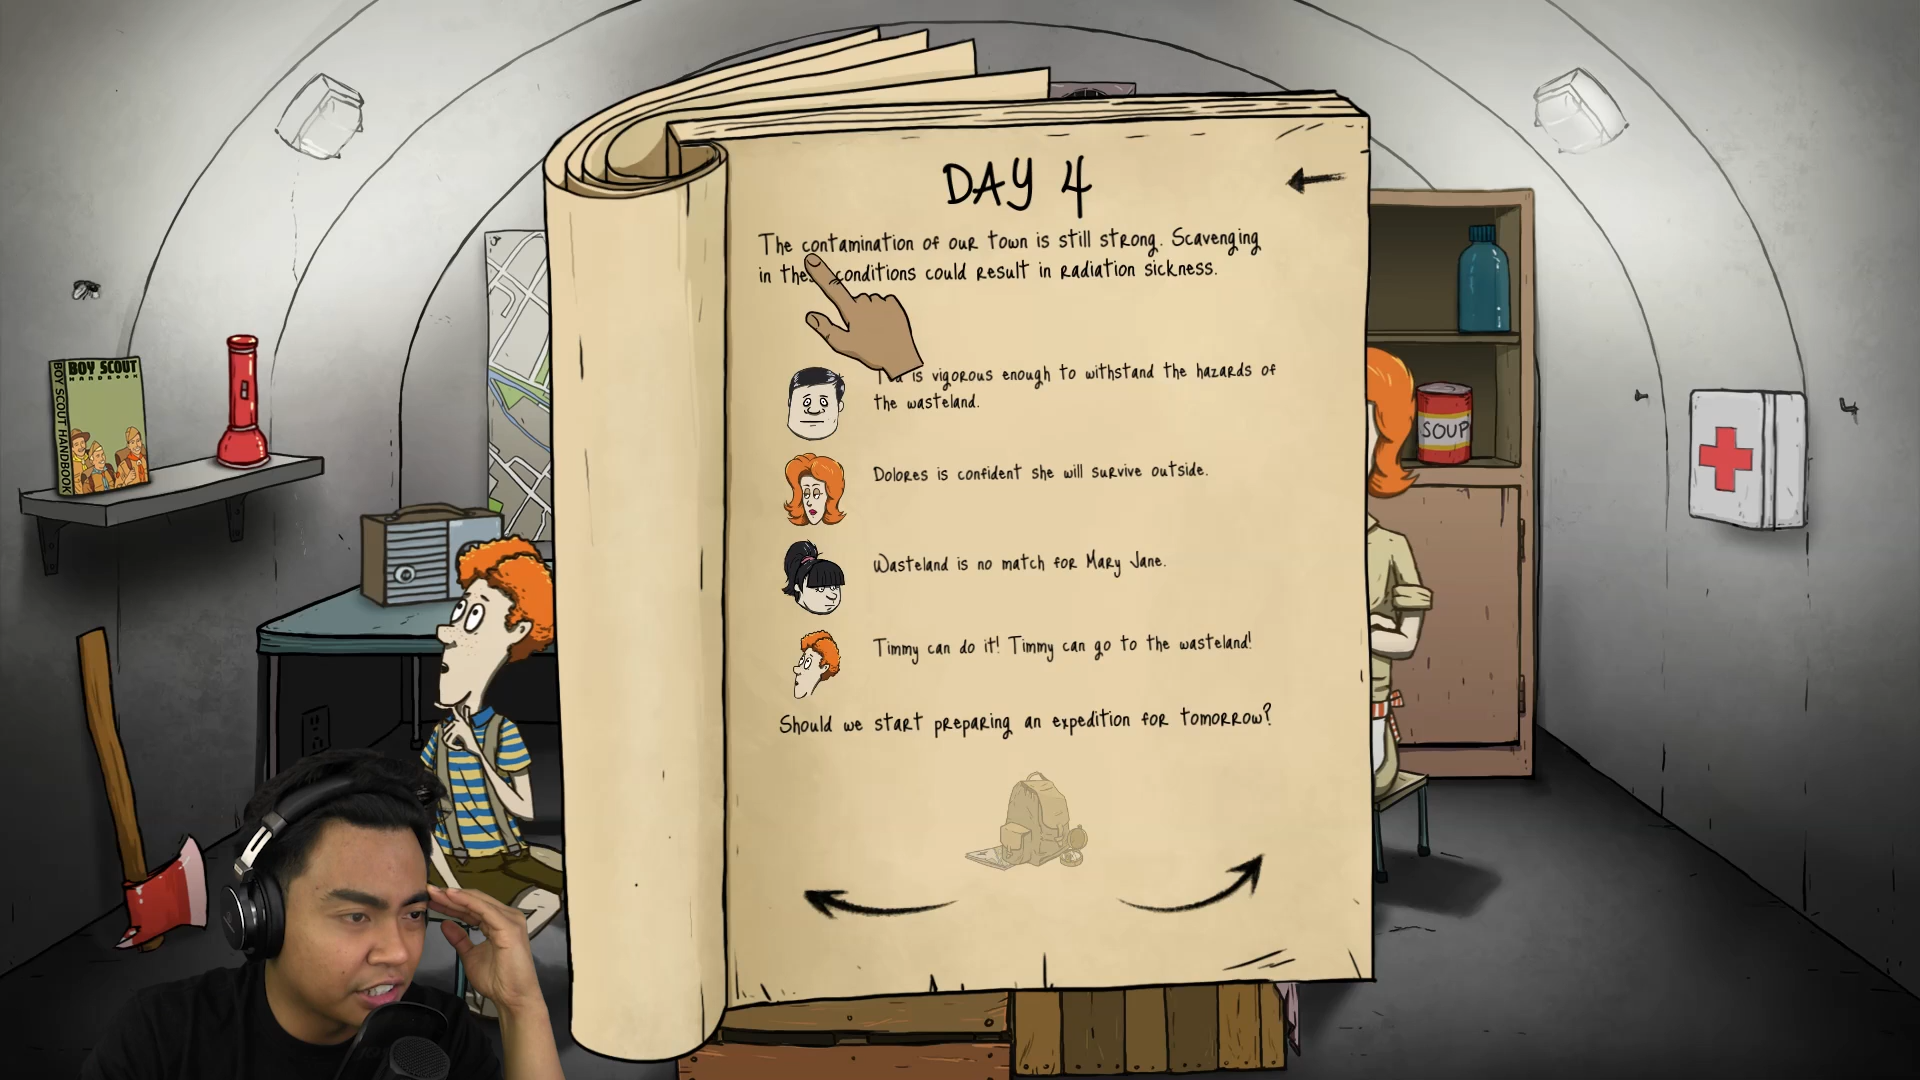 DAY 4
The contamination of our town is still strong. Scavenging
in conditions could result in radiation sickness.
is vigorous enough to withstand the hazards of
the wasteland.
Dolores is confident she will survive outside.
Wasteland is no match for Mary Jane.
Timmy can do it! Timmy can go to the wasteland!
Should we start preparing an expedition for tomorrow?
BOY SCOUT
HANDBOOK
BOY SCOUT HANDBOOK
SOUP